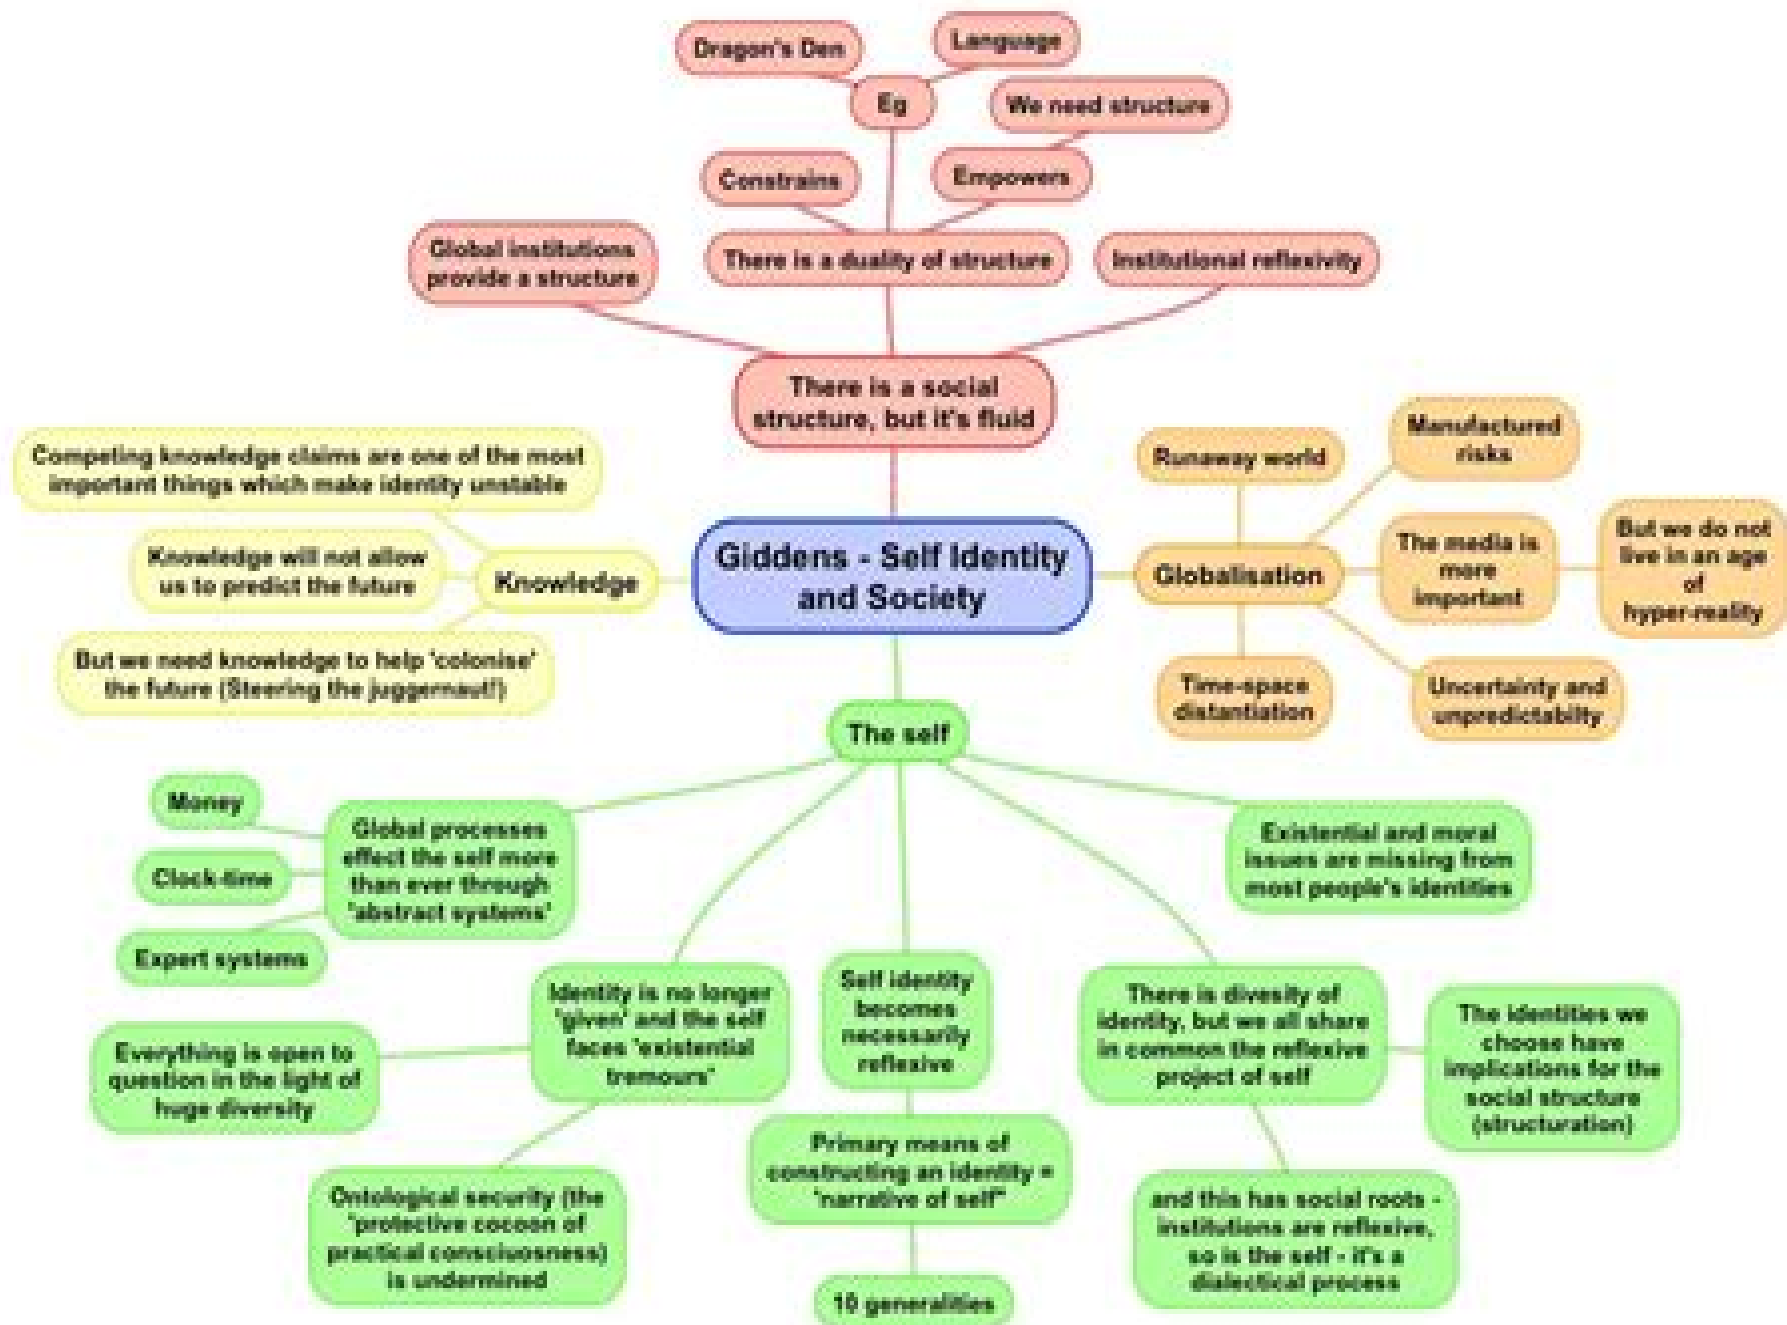 Dragon's Den
Language
Eg
We need structure
Constrains
Empowers
Global institutions
provide a structure
There is a duality of structure
Institutional reflexivity
There is a social
structure, but it's fluid
Competing knowledge claims are one of the most
important things which make identity unstable
Knowledge will not allow
us to predict the future
Knowledge
But we need knowledge to help 'colonise'
the future (Steering the juggernaut!)
Giddens - Self Identity
and Society
Runaway world
Manufactured
risks
Globalisation
The media is
more
important
But we do not
live in an age
of
hyper-reality
Time-space
distantiation
Uncertainty and
unpredictabilty
The self
Money
Clock-time
Expert systems
Global processes
effect the self more
than ever through
'abstract systems'
Existential and moral
issues are missing from
most people's identities
Identity is no longer
'given' and the self
faces 'existential
tremours'
Everything is open to
question in the light of
huge diversity
Ontological security (the
'protective cocoon of
practical consciuosness)
is undermined
Self identity
becomes
necessarily
reflexive
Primary means of
constructing an identity =
'narrative of self"
10 generalities
There is divesity of
identity, but we all share
in common the reflexive
project of self
The identities we
choose have
implications for the
social structure
(structuration)
and this has social roots -
institutions are reflexive,
so is the self - it's a
dialectical process